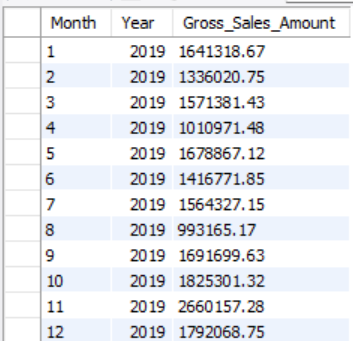 Month Year Gross_Sales_Amount
1 2019 1641318.67
2 2019 1336020.75
3 2019 1571381.43
4 2019 1010971.48
5 2019 1678867.12
6 2019 1416771.85
7 2019 1564327.15
8 2019 993165.17
9 2019 1691699.63
10 2019 1825301.32
11 2019 2660157.28
12 2019 1792068.75